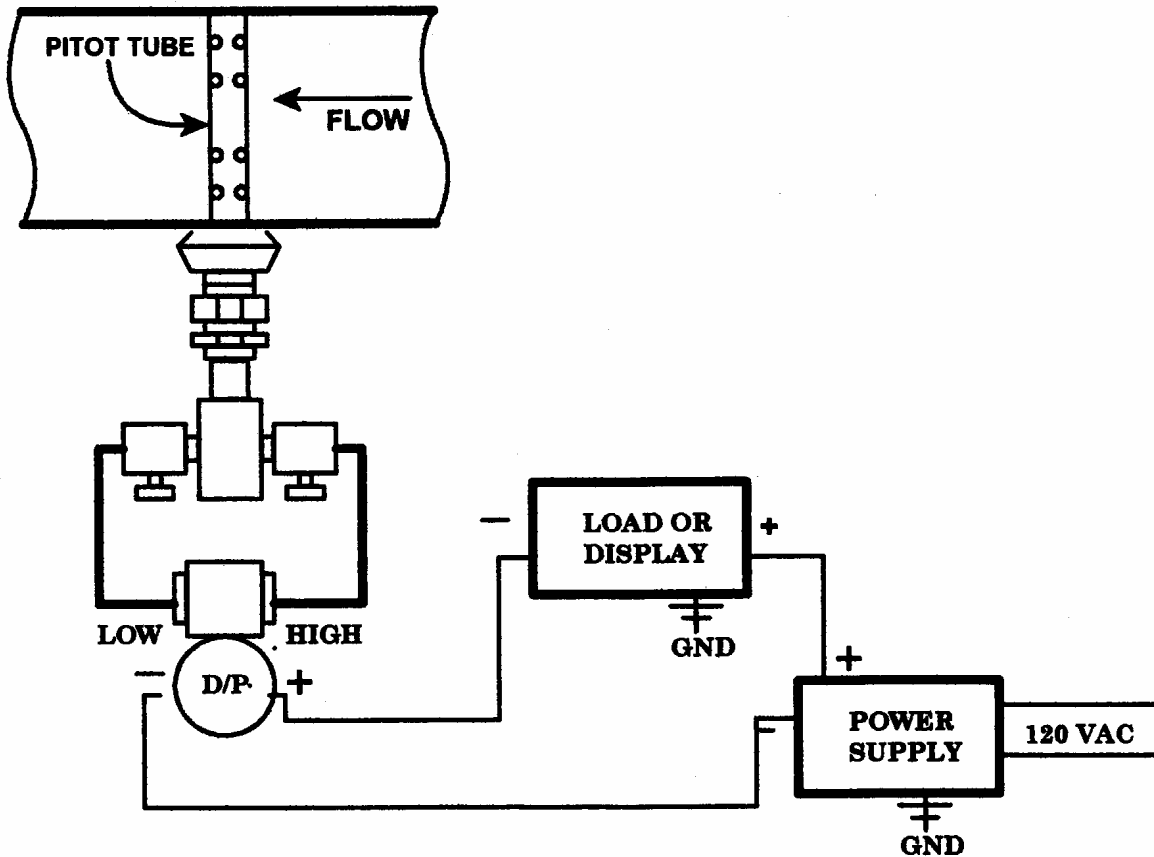 PITOT TUBE
FLOW
−
LOAD OR
DISPLAY
+
GND
LOW
HIGH
−
D/P
+
+
−
POWER
SUPPLY
120 VAC
GND